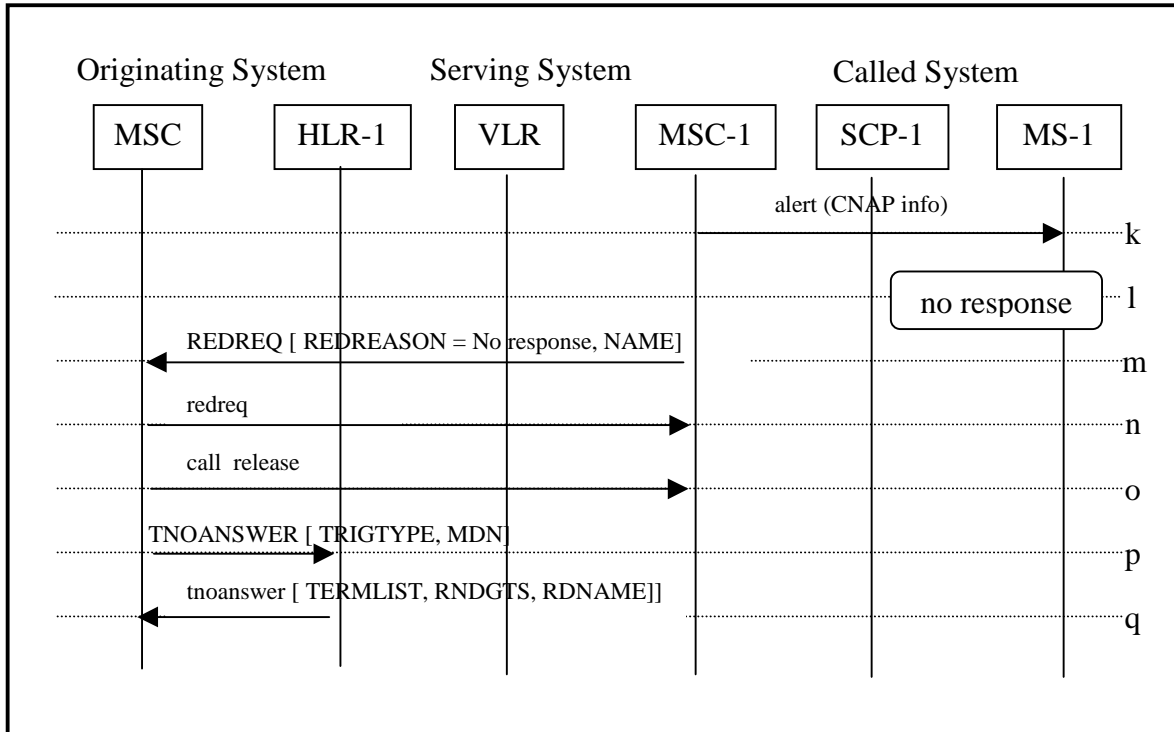 Originating System Serving System Called System
MSC HLR-1 VLR MSC-1 SCP-1 MS-1
alert (CNAP info)
k
no response
l
REDREQ [ REDREASON = No response, NAME]
m
redreq
n
call release
o
TNOANSWER [ TRIGTYPE, MDN]
p
tnoanswer [ TERMLIST, RNDGTS, RDNAME]]
q